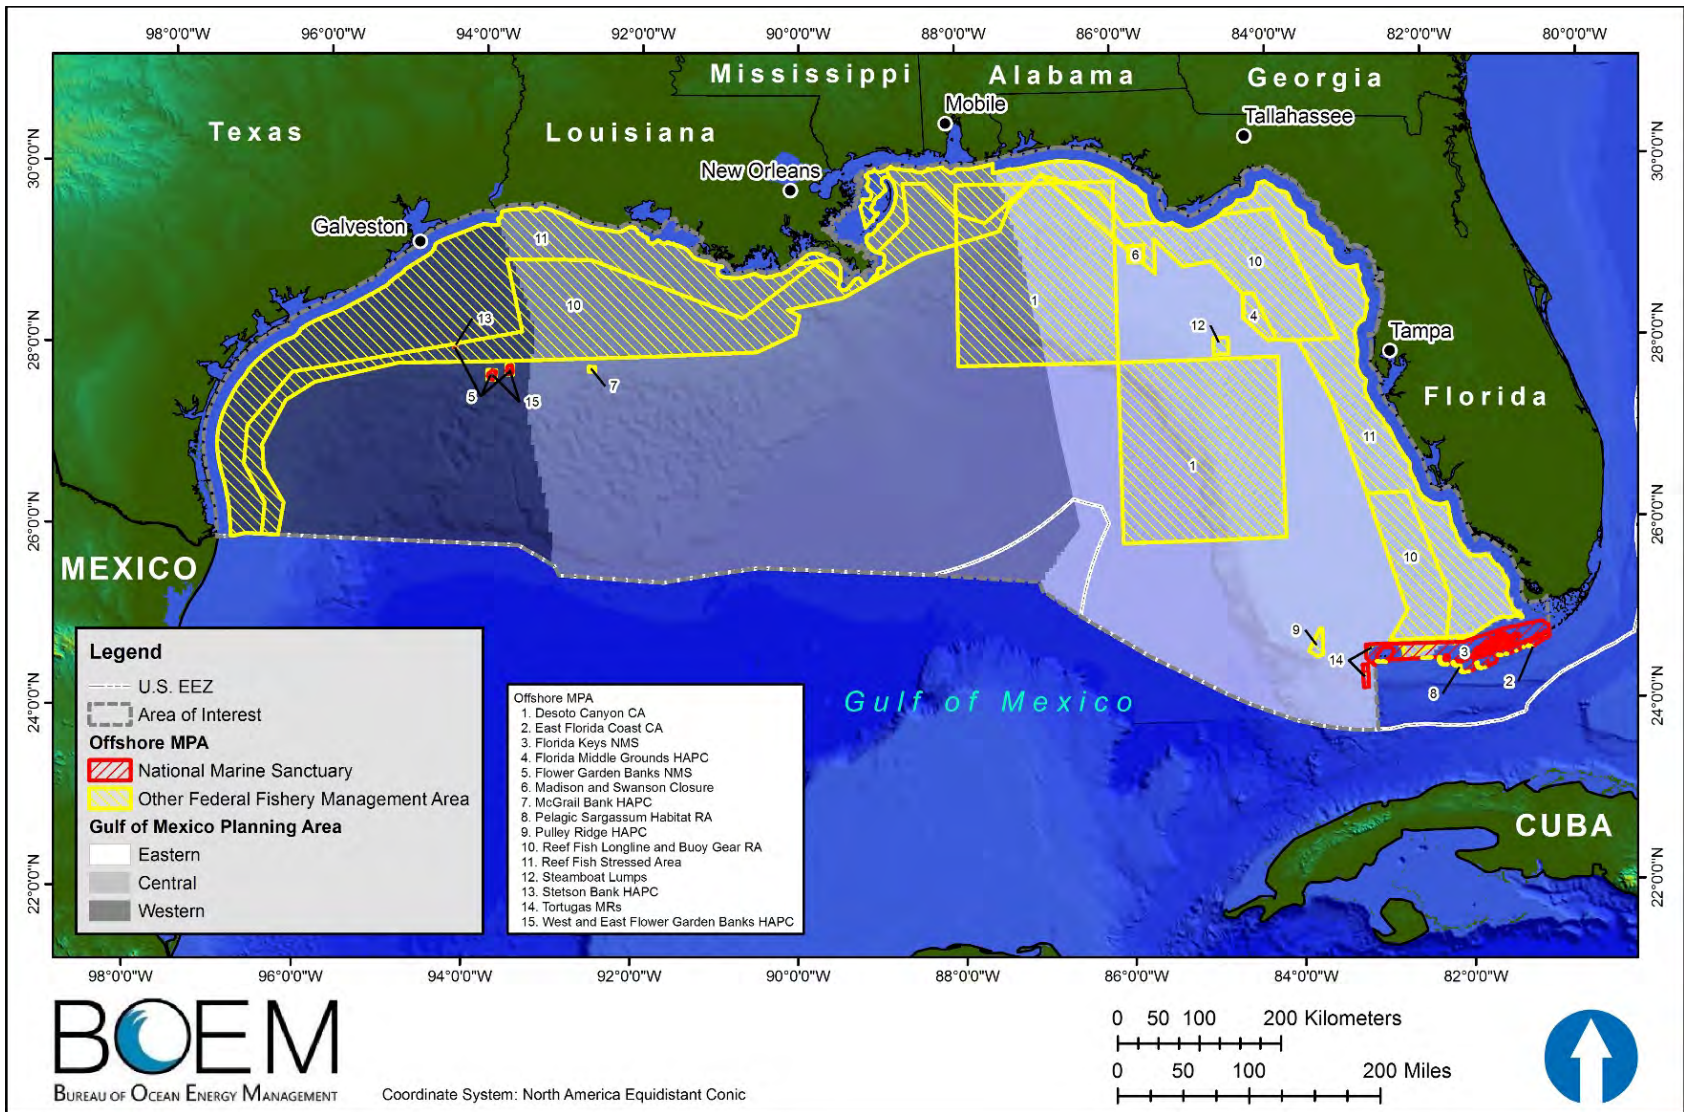 98°0'0"W 96°0'0"W 94°0'0"W 92°0'0"W 90°0'0"W 88°0'0"W 86°0'0"W 84°0'0"W 82°0'0"W 80°0'0"W
Mississippi Alabama Georgia
Texas Louisiana Mobile Tallahassee
30°0'0"N 30°0'0"N
New Orleans
Galveston
11
6
10
13 10 1 4
12
28°0'0"N 28°0'0"N
Tampa
5 15 7
Florida
11
1
26°0'0"N 26°0'0"N
10
MEXICO
9
14 3
8 2
24°0'0"N 24°0'0"N
Gulf of Mexico
CUBA
22°0'0"N 22°0'0"N
Legend
U.S. EEZ
Area of Interest
Offshore MPA
National Marine Sanctuary
Other Federal Fishery Management Area
Gulf of Mexico Planning Area
Eastern
Central
Western
Offshore MPA
1. Desoto Canyon CA
2. East Florida Coast CA
3. Florida Keys NMS
4. Florida Middle Grounds HAPC
5. Flower Garden Banks NMS
6. Madison and Swanson Closure
7. McGrail Bank HAPC
8. Pelagic Sargassum Habitat RA
9. Pulley Ridge HAPC
10. Reef Fish Longline and Buoy Gear RA
11. Reef Fish Stressed Area
12. Steamboat Lumps
13. Stetson Bank HAPC
14. Tortugas MRs
15. West and East Flower Garden Banks HAPC
98°0'0"W 96°0'0"W 94°0'0"W 92°0'0"W 90°0'0"W 88°0'0"W 86°0'0"W 84°0'0"W 82°0'0"W
BOEM
BUREAU OF OCEAN ENERGY MANAGEMENT
Coordinate System: North America Equidistant Conic
0 50 100 200 Kilometers
0 50 100 200 Miles